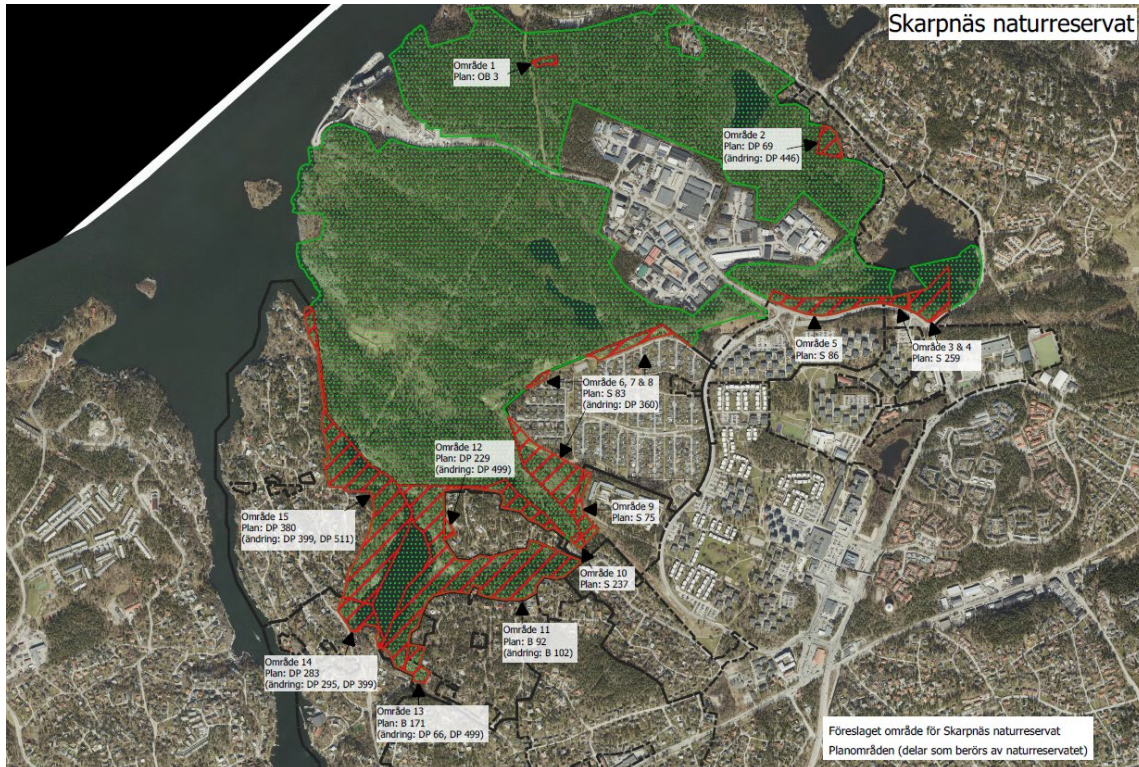 Skarpnäs naturreservat
Område 1
Plan: OB 3
Område 2
Plan: DP 69
(ändring: DP 446)
Område 5
Plan: S 86
Område 3 & 4
Plan: S 259
Område 6, 7 & 8
Plan: S 83
(ändring: DP 360)
Område 12
Plan: DP 229
(ändring: DP 499)
Område 9
Plan: S 75
Område 15
Plan: DP 380
(ändring: DP 399, DP 511)
Område 10
Plan: S 237
Område 11
Plan: B 92
(ändring: B 102)
Område 14
Plan: DP 283
(ändring: DP 295, DP 399)
Område 13
Plan: B 171
(ändring: DP 66, DP 499)
Föreslaget område för Skarpnäs naturreservat
Planområden (delar som berörs av naturreservatet)